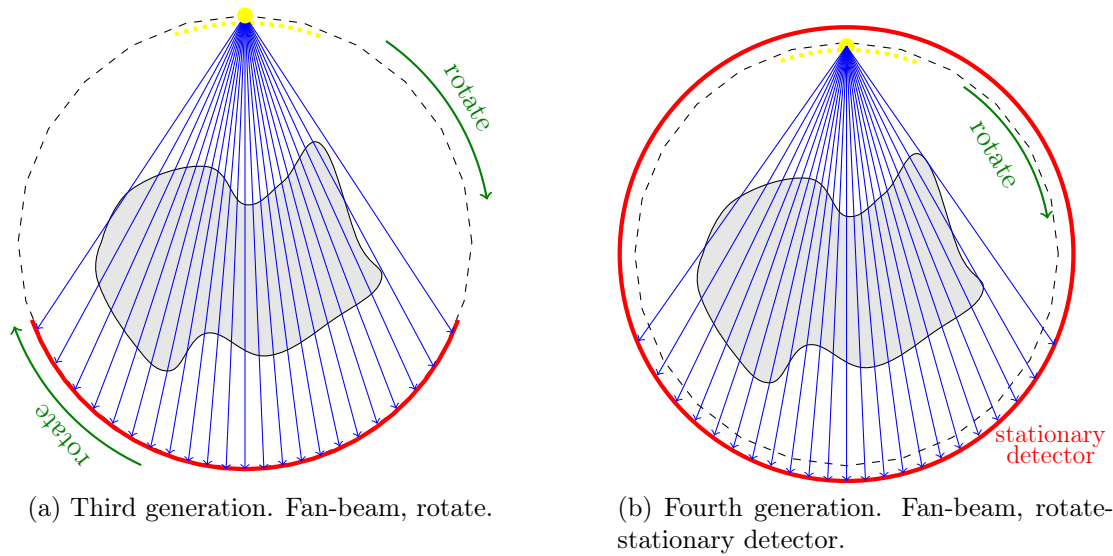 rotate
rotate
(a) Third generation. Fan-beam, rotate.
rotate
stationary
detector
(b) Fourth generation. Fan-beam, rotate-
stationary detector.